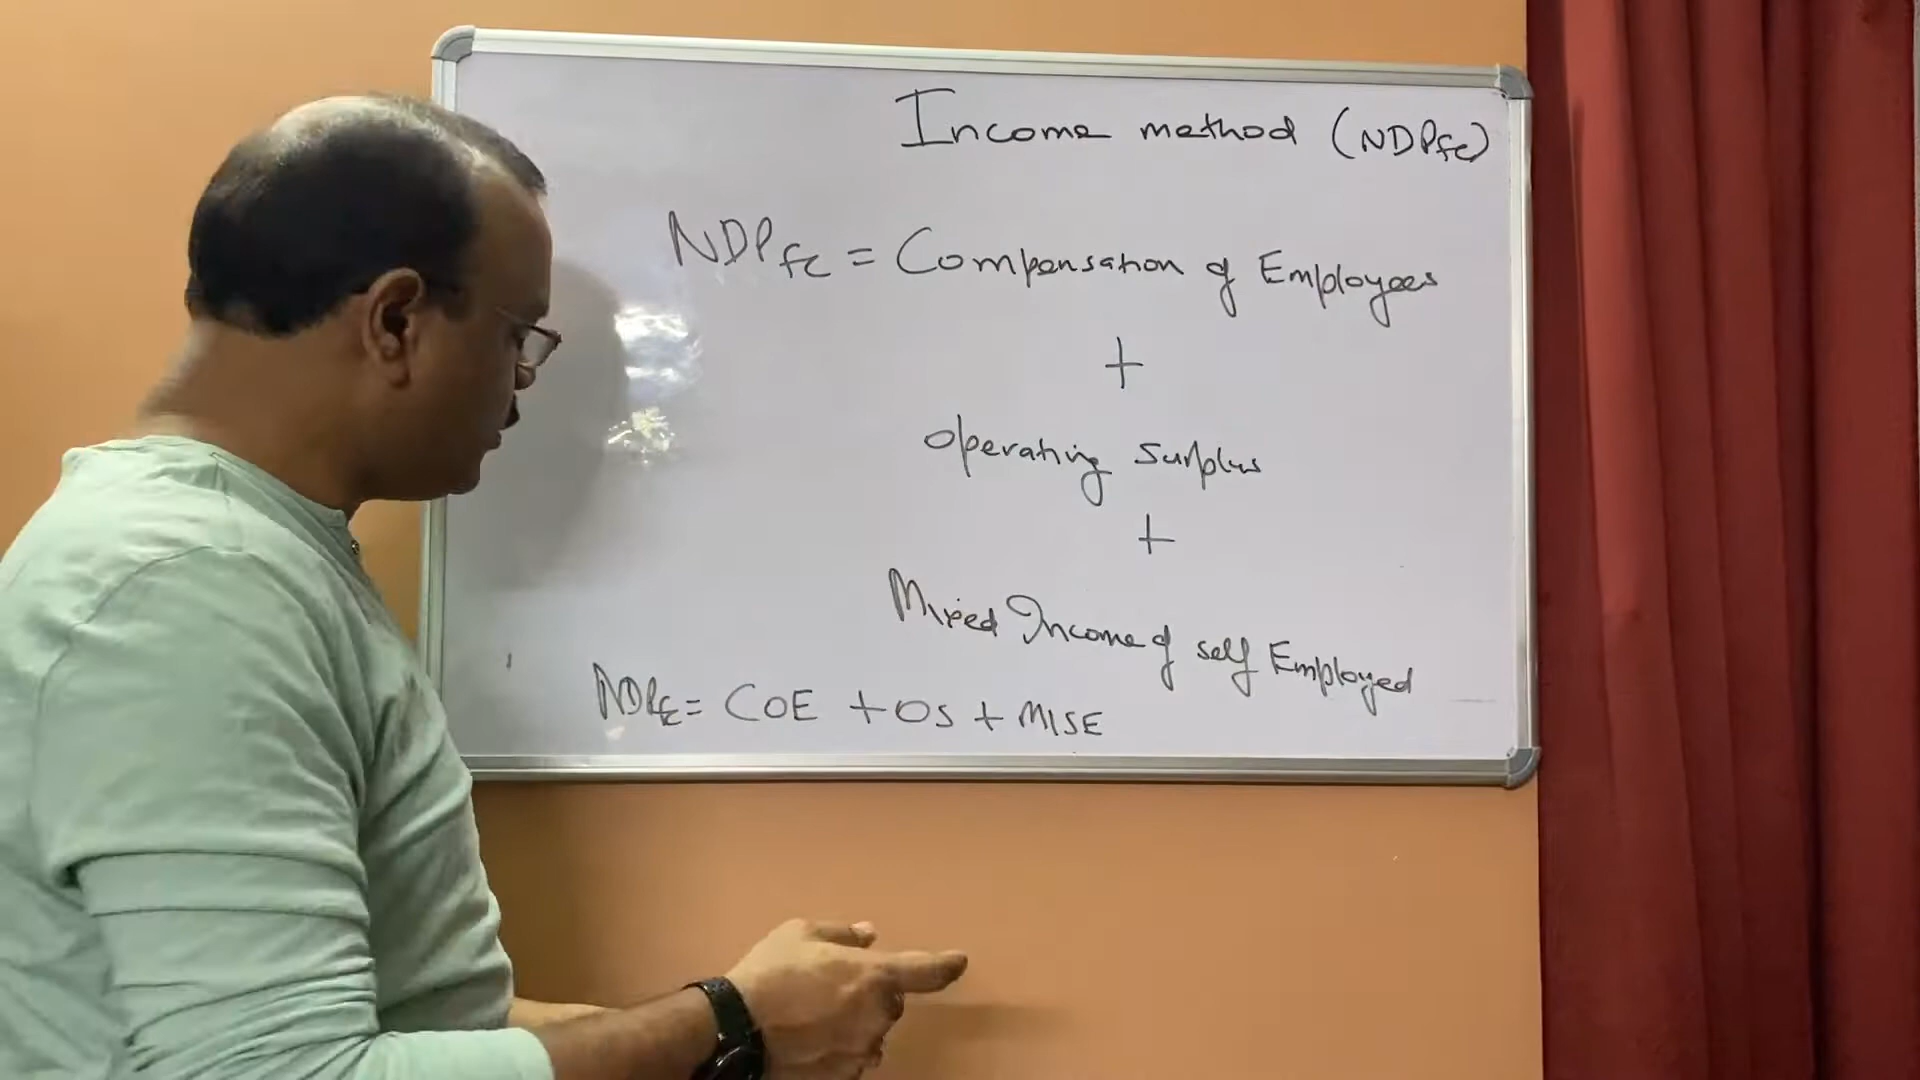 Income method (NDPfc)
NDPfc = Compensation of Employees
+
operating surplus
+
Mixed Income of self Employed
NDPfc = COE + OS + MISE